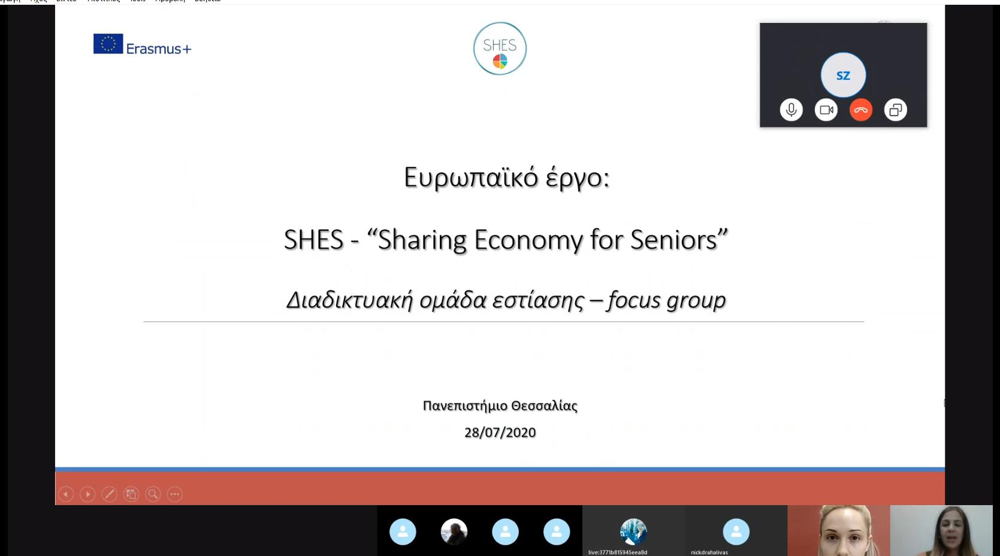 Erasmus+
SHES
SZ
Ευρωπαϊκό έργο:
SHES - “Sharing Economy for Seniors”
Διαδικτυακή ομάδα εστίασης – focus group
Πανεπιστήμιο Θεσσαλίας
28/07/2020
live:3771b815945eea8d
nickdrahalivas